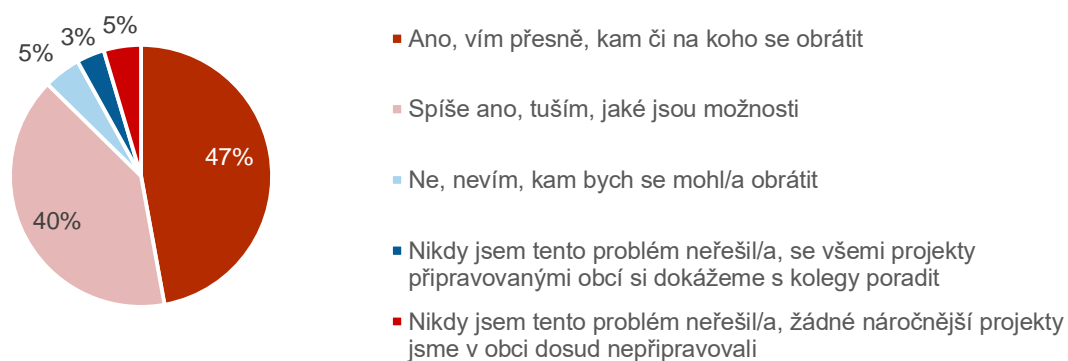 5%
3%
5%
47%
40%
Ano, vím přesně, kam či na koho se obrátit
Spíše ano, tuším, jaké jsou možnosti
Ne, nevím, kam bych se mohl/a obrátit
Nikdy jsem tento problém neřešil/a, se všemi projekty
připravovanými obcí si dokážeme s kolegy poradit
Nikdy jsem tento problém neřešil/a, žádné náročnější projekty
jsme v obci dosud nepřipravovali